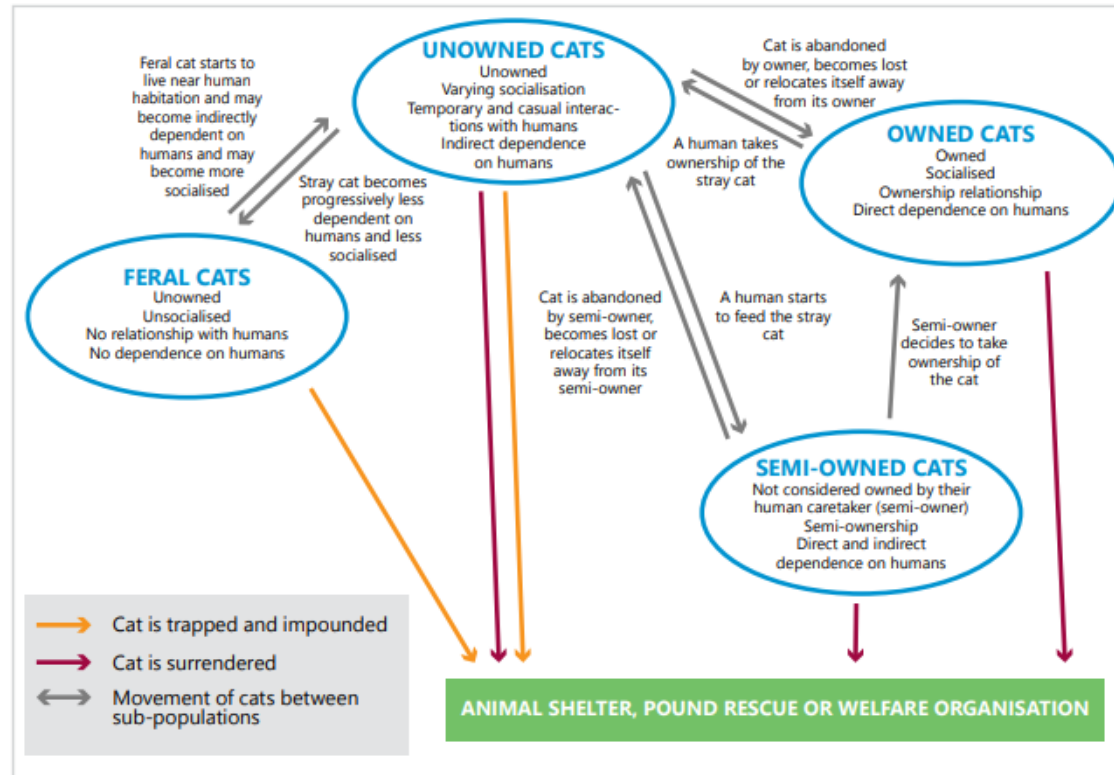 UNOWNED CATS
Unowned
Varying socialisation
Temporary and casual interac-
tions with humans
Indirect dependence
on humans
Feral cat starts to
live near human
habitation and may
become indirectly
dependent on
humans and may
become more
socialised
Stray cat becomes
progressively less
dependent on
humans and less
socialised
Cat is abandoned
by owner, becomes lost
or relocates itself away
from its owner
A human takes
ownership of the
stray cat
OWNED CATS
Owned
Socialised
Ownership relationship
Direct dependence on humans
FERAL CATS
Unowned
Unsocialised
No relationship with humans
No dependence on humans
Cat is abandoned
by semi-owner,
becomes lost or
relocates itself
away from its
semi-owner
A human starts
to feed the stray
cat
Semi-owner
decides to take
ownership of
the cat
SEMI-OWNED CATS
Not considered owned by their
human caretaker (semi-owner)
Semi-ownership
Direct and indirect
dependence on humans
Cat is trapped and impounded
Cat is surrendered
Movement of cats between
sub-populations
ANIMAL SHELTER, POUND RESCUE OR WELFARE ORGANISATION